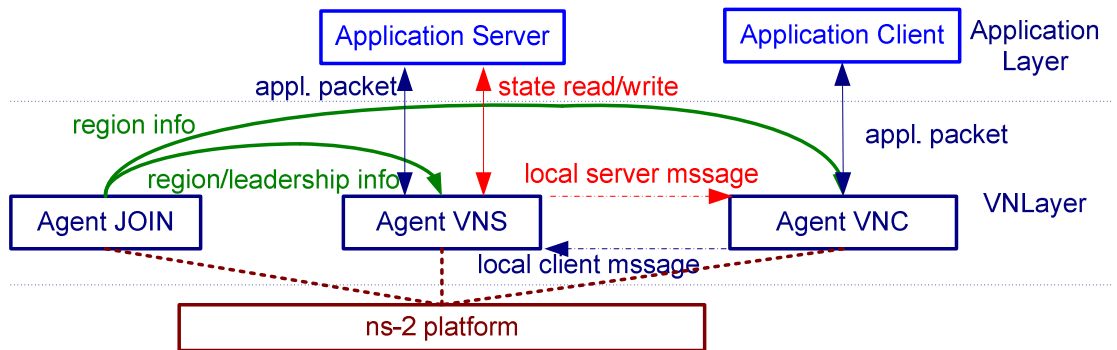 Application Server
Application Client
Application
Layer
appl. packet
state read/write
region info
appl. packet
region/leadership info
local server mssage
VNLayer
Agent JOIN
Agent VNS
Agent VNC
local client mssage
ns-2 platform